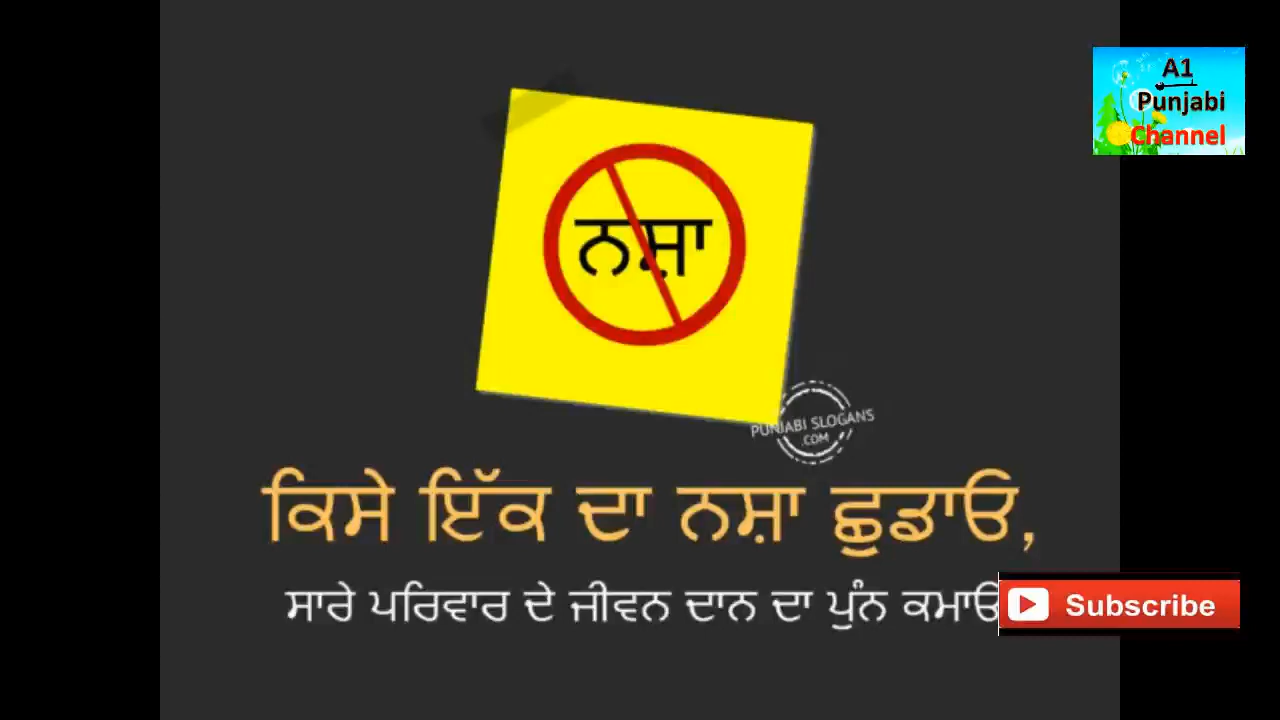 A1
Punjabi
Channel
ਨਸ਼ਾ
PUNJABI SLOGANS
.COM
ਕਿਸੇ ਇੱਕ ਦਾ ਨਸ਼ਾ ਛੁਡਾਓ,
ਸਾਰੇ ਪਰਿਵਾਰ ਦੇ ਜੀਵਨ ਦਾਨ ਦਾ ਪੁੰਨ ਕਮਾਓ
Subscribe